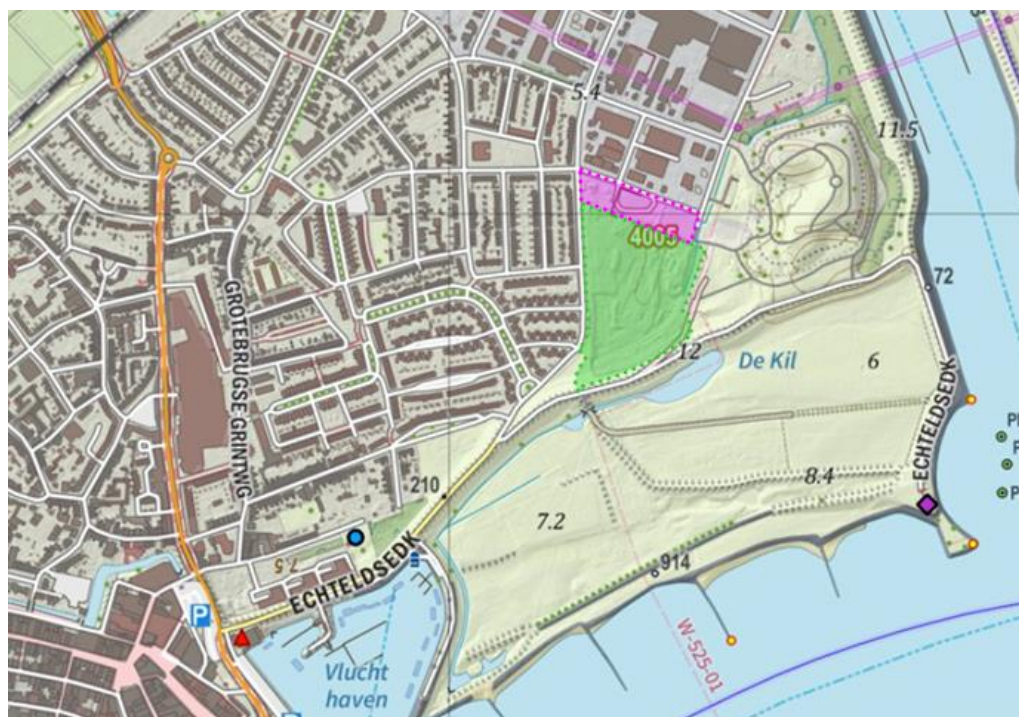 5.4
11.5
4005
GROTEBRUGSE GRINTWG
72
12
De Kil
6
ECHTELDSEDK
210
8.4
7.2
7.5
ECHTELDSEDK
914
P
W-525-01
Vlucht
haven